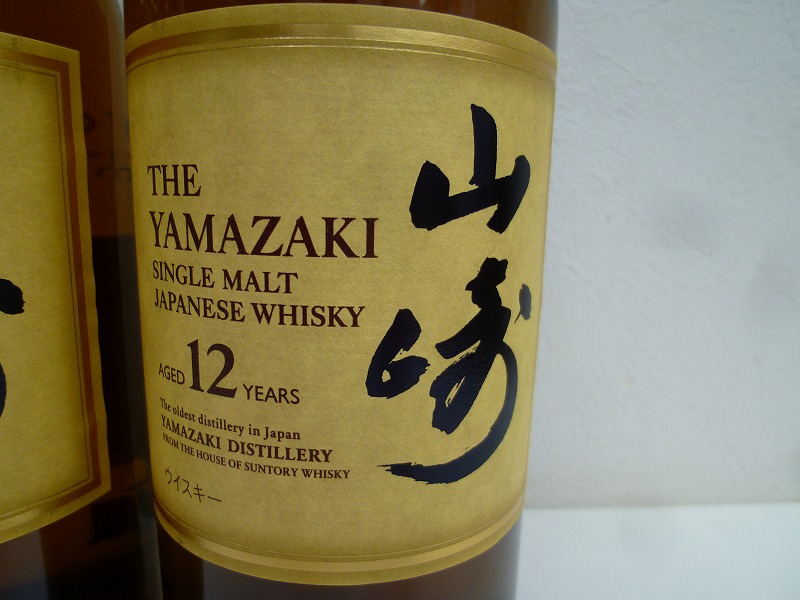 THE
YAMAZAKI
SINGLE MALT
JAPANESE WHISKY
AGED 12 YEARS
The oldest distillery in Japan
YAMAZAKI DISTILLERY
FROM THE HOUSE OF SUNTORY WHISKY
ウイスキー
山崎